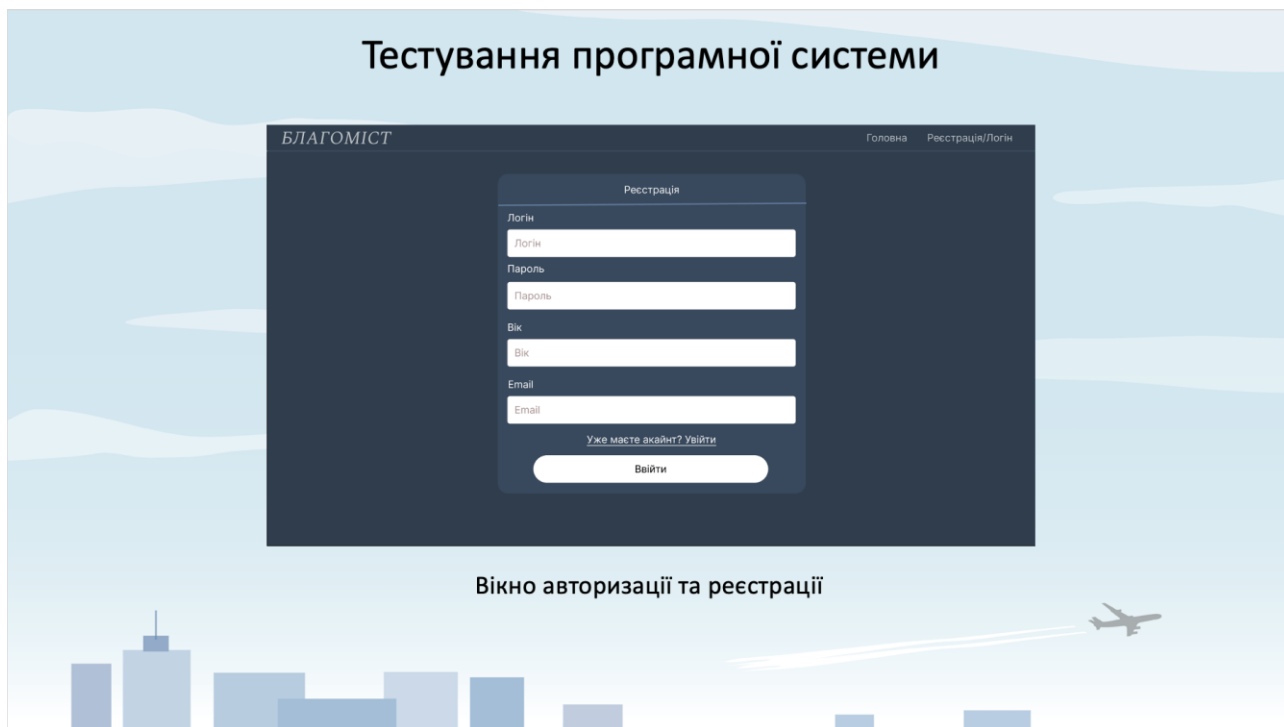 Тестування програмної системи
БЛАГОМІСТ
Головна Реєстрація/Логін
Реєстрація
Логін
Логін
Пароль
Пароль
Вік
Вік
Email
Email
Уже маєте акайнт? Увійти
Ввійти
Вікно авторизації та реєстрації